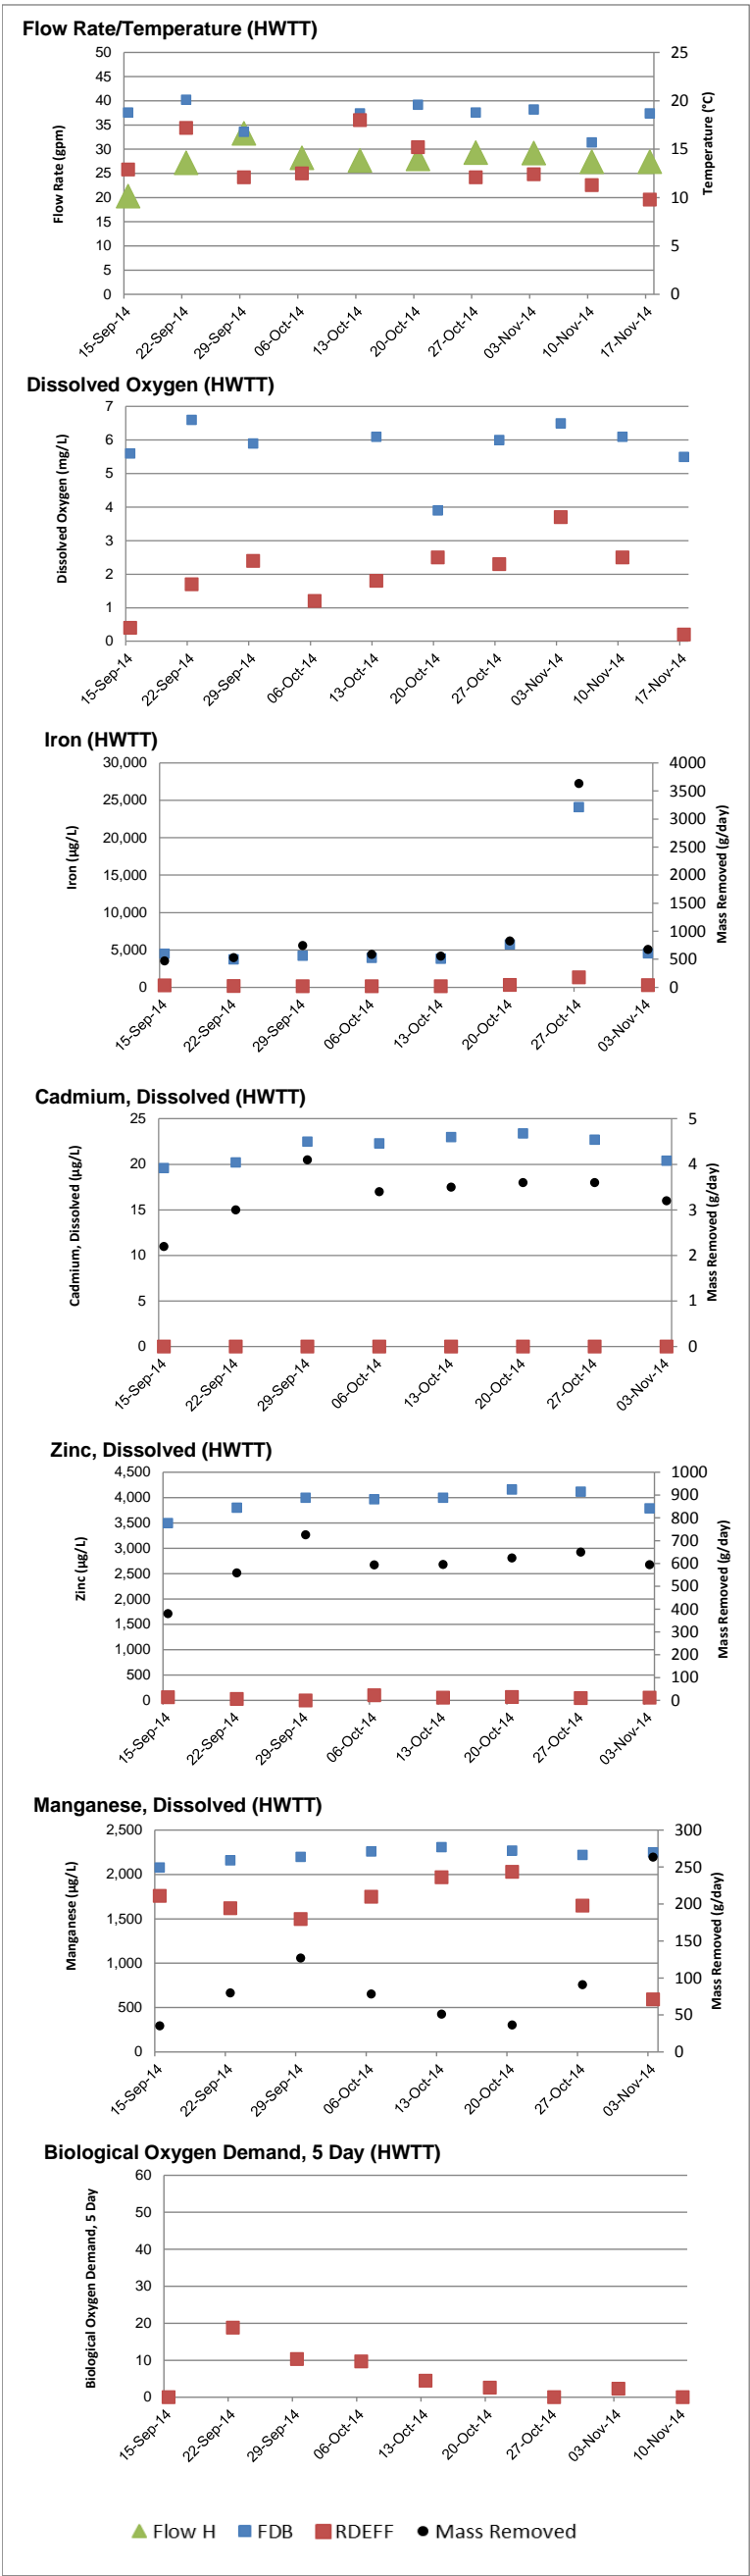 Flow Rate/Temperature (HWTT)
50
45
40
35
30
25
20
15
10
5
0
Flow Rate (gpm)
25
20
15
10
5
0
Temperature (°C)
15-Sep-14
22-Sep-14
29-Sep-14
06-Oct-14
13-Oct-14
20-Oct-14
27-Oct-14
03-Nov-14
10-Nov-14
17-Nov-14
Dissolved Oxygen (HWTT)
7
6
5
4
3
2
1
0
Dissolved Oxygen (mg/L)
15-Sep-14
22-Sep-14
29-Sep-14
06-Oct-14
13-Oct-14
20-Oct-14
27-Oct-14
03-Nov-14
10-Nov-14
17-Nov-14
Iron (HWTT)
30,000
25,000
20,000
15,000
10,000
5,000
0
Iron (µg/L)
4000
3500
3000
2500
2000
1500
1000
500
0
Mass Removed (g/day)
15-Sep-14
22-Sep-14
29-Sep-14
06-Oct-14
13-Oct-14
20-Oct-14
27-Oct-14
03-Nov-14
Cadmium, Dissolved (HWTT)
25
20
15
10
5
0
Cadmium, Dissolved (µg/L)
5
4
3
2
1
0
Mass Removed (g/day)
15-Sep-14
22-Sep-14
29-Sep-14
06-Oct-14
13-Oct-14
20-Oct-14
27-Oct-14
03-Nov-14
Zinc, Dissolved (HWTT)
4,500
4,000
3,500
3,000
2,500
2,000
1,500
1,000
500
0
Zinc (µg/L)
1000
900
800
700
600
500
400
300
200
100
0
Mass Removed (g/day)
15-Sep-14
22-Sep-14
29-Sep-14
06-Oct-14
13-Oct-14
20-Oct-14
27-Oct-14
03-Nov-14
Manganese, Dissolved (HWTT)
2,500
2,000
1,500
1,000
500
0
Manganese (µg/L)
300
250
200
150
100
50
0
Mass Removed (g/day)
15-Sep-14
22-Sep-14
29-Sep-14
06-Oct-14
13-Oct-14
20-Oct-14
27-Oct-14
03-Nov-14
Biological Oxygen Demand, 5 Day (HWTT)
60
50
40
30
20
10
0
Biological Oxygen Demand, 5 Day
15-Sep-14
22-Sep-14
29-Sep-14
06-Oct-14
13-Oct-14
20-Oct-14
27-Oct-14
03-Nov-14
10-Nov-14
Flow H FDB RDEFF Mass Removed